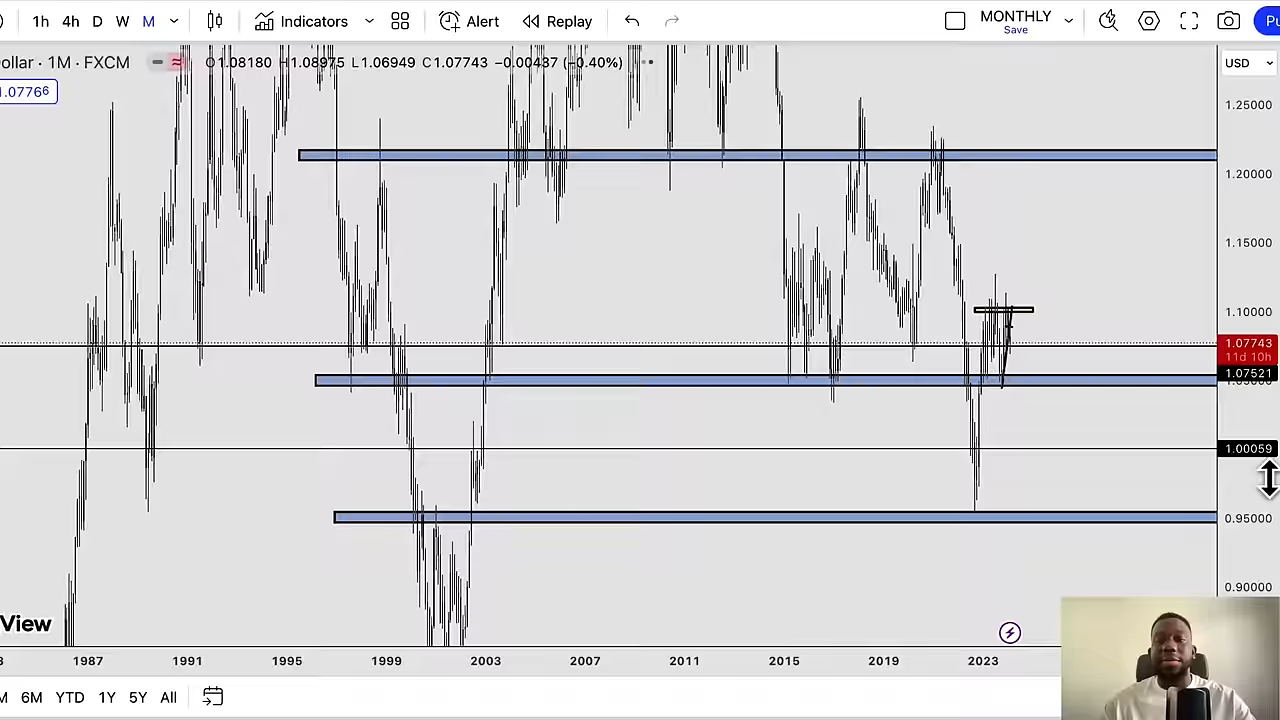 1h 4h D W M Indicators Alert Replay MONTHLY
Save
ollar · 1M · FXCM O1.08180 H1.08975 L1.06949 C1.07743 −0.00437 (−0.40%)
USD
1.07766
1.25000
1.20000
1.15000
1.10000
1.07743
11d 10h
1.07521
1.00059
0.95000
0.90000
View
1987 1991 1995 1999 2003 2007 2011 2015 2019 2023
M 6M YTD 1Y 5Y All